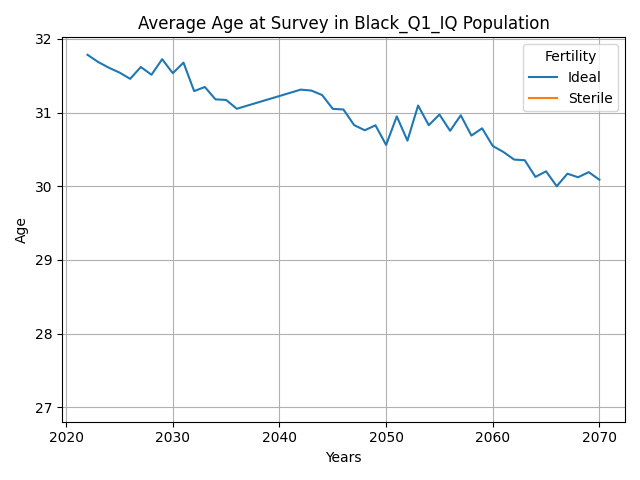 Average Age at Survey in Black_Q1_IQ Population
Fertility
Ideal
Sterile
32
31
30
29
28
27
Age
2020
2030
2040
2050
2060
2070
Years